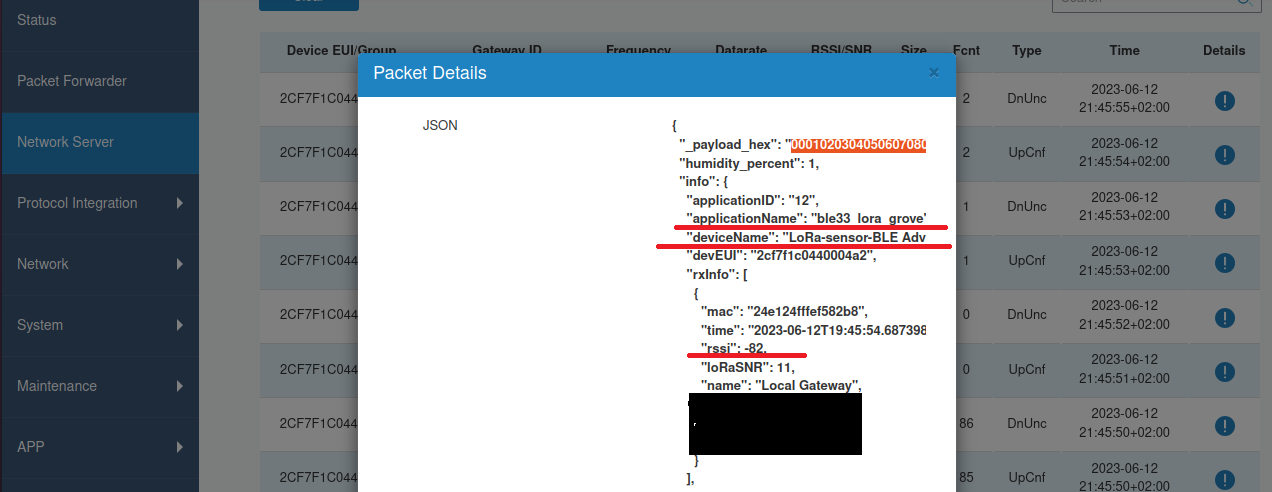 Status
Packet Forwarder
Network Server
Protocol Integration
Network
System
Maintenance
APP
Clear
Search
Device EUI/Group Gateway ID Frequency Datarate RSSI/SNR Size Fcnt Type Time Details
2CF7F1C044 2 DnUnc 2023-06-12
21:45:55+02:00
2CF7F1C044 2 UpCnf 2023-06-12
21:45:54+02:00
2CF7F1C044 1 DnUnc 2023-06-12
21:45:53+02:00
2CF7F1C044 1 UpCnf 2023-06-12
21:45:53+02:00
2CF7F1C044 0 DnUnc 2023-06-12
21:45:52+02:00
2CF7F1C044 0 UpCnf 2023-06-12
21:45:51+02:00
2CF7F1C044 86 DnUnc 2023-06-12
21:45:50+02:00
2CF7F1C044 85 UpCnf 2023-06-12
21:45:50+02:00
Packet Details ×
JSON
{
"_payload_hex": "0001020304050607080
"humidity_percent": 1,
"info": {
"applicationID": "12",
"applicationName": "ble33_lora_grove"
"deviceName": "LoRa-sensor-BLE Adv
"devEUI": "2cf7f1c0440004a2",
"rxInfo": [
{
"mac": "24e124fffef582b8",
"time": "2023-06-12T19:45:54.687398
"rssi": -82,
"loRaSNR": 11,
"name": "Local Gateway",
}
],